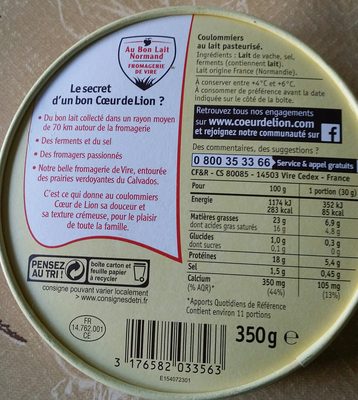 Au Bon Lait
Normand
FROMAGERIE
DE VIRE
Le secret
d'un bon CœurdeLion ?
• Du bon lait collecté dans un rayon moyen
de 70 km autour de la fromagerie
• Des ferments et du sel
• Des fromagers passionnés
• Notre belle fromagerie de Vire, entourée
des prairies verdoyantes du Calvados.
C'est ce qui donne au coulommiers
Cœur de Lion sa douceur et
sa texture crémeuse, pour le plaisir
de toute la famille.
PENSEZ
AU TRI !
boîte carton et
feuille papier
à recycler
consigne pouvant varier localement
> www.consignesdetri.fr
FR
14.762.001
CE
Coulommiers
au lait pasteurisé.
Ingrédients : Lait de vache, sel,
ferments (contiennent lait).
Lait origine France (Normandie).
À conserver entre +4°C et +6°C.
À consommer de préférence avant la date
indiquée sur le côté de la boîte.
Retrouvez tous nos engagements
sur www.coeurdelion.com
et rejoignez notre communauté sur f
Des commentaires, des suggestions ?
0 800 35 33 66 Service & appel gratuits
CF&R - CS 80085 - 14503 Vire Cedex - France
Pour 100 g 1 portion (30 g)
Energie 1174 kJ 352 kJ
283 kcal 85 kcal
Matières grasses 23 g 6,9 g
dont acides gras saturés 16 g 4,8 g
Glucides 1,0 g 0,3 g
dont sucres 0,1 g 0 g
Protéines 18 g 5,4 g
Sel 1,5 g 0,45 g
Calcium 350 mg 105 mg
(% AQR)* (44%) (13%)
*Apports Quotidiens de Référence
Contient environ 11 portions
350 g e
3 176582 033563
E154072301